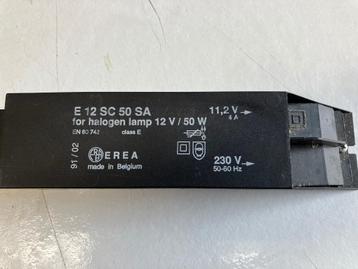 E 12 SC 50 SA
for halogen lamp 12 V / 50 W
EN 60 742 class E
11,2 V
4 A
91 / 02
EREA
made in Belgium
230 V
50-60 Hz